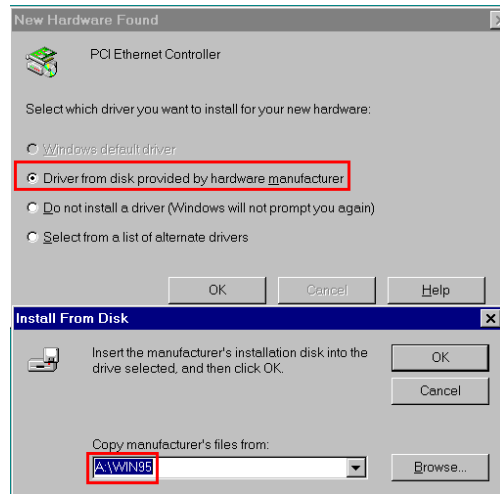 New Hardware Found
PCI Ethernet Controller
Select which driver you want to install for your new hardware:
Windows default driver
Driver from disk provided by hardware manufacturer
Do not install a driver (Windows will not prompt you again)
Select from a list of alternate drivers
OK
Cancel
Help
Install From Disk
Insert the manufacturer's installation disk into the
drive selected, and then click OK.
OK
Cancel
Copy manufacturer's files from:
A:\WIN95
Browse...